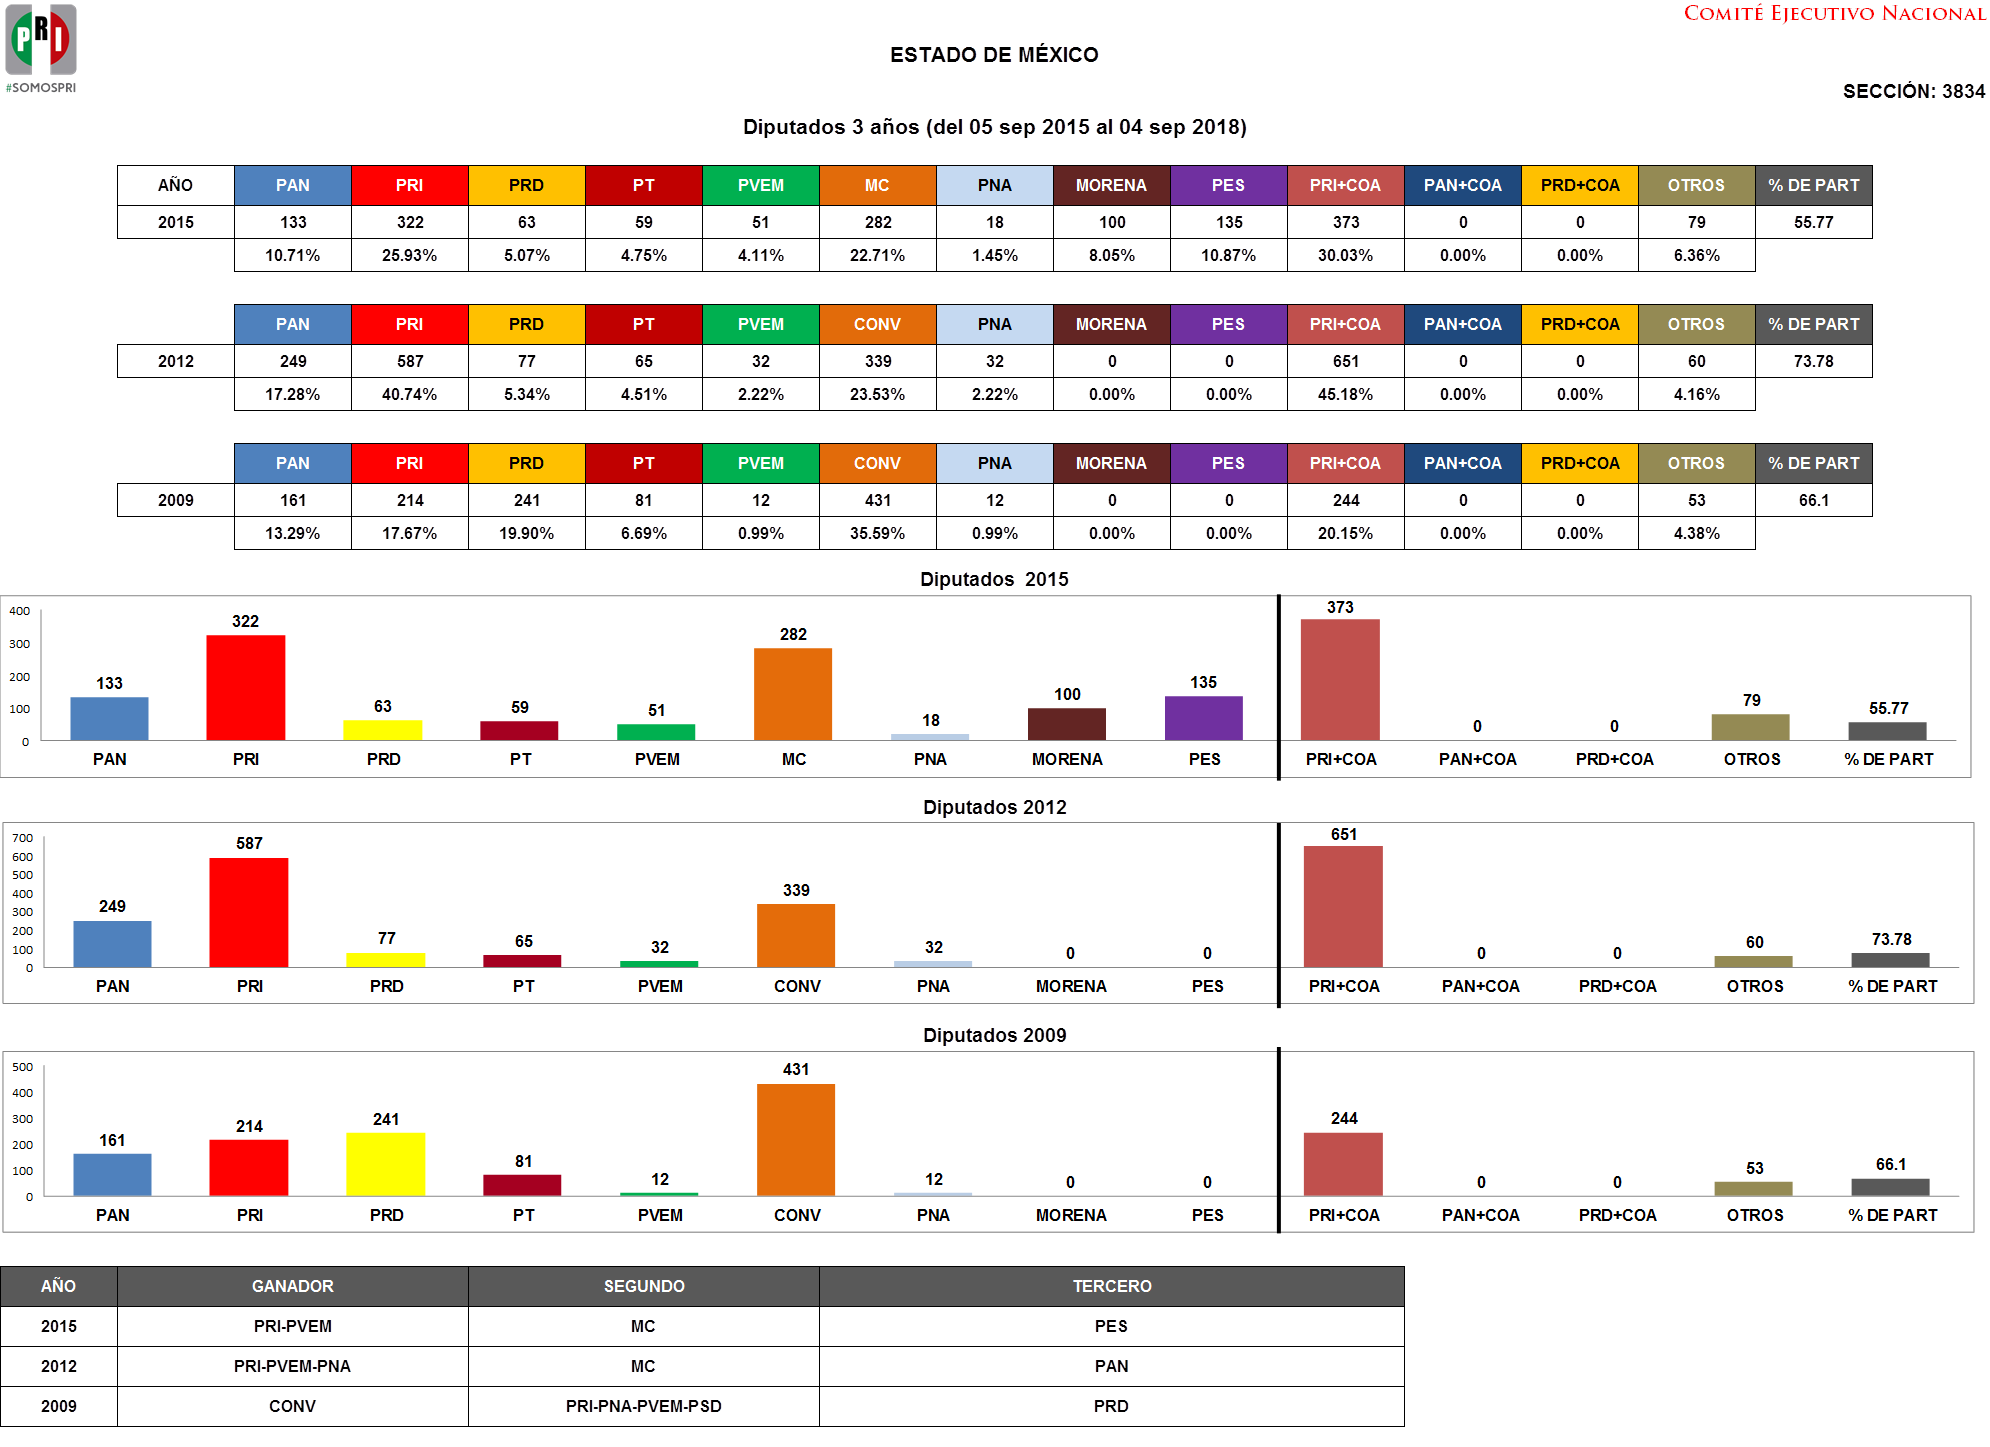 PRI
#SOMOSPRI
COMITÉ EJECUTIVO NACIONAL
ESTADO DE MÉXICO
SECCIÓN: 3834
Diputados 3 años (del 05 sep 2015 al 04 sep 2018)
AÑO PAN PRI PRD PT PVEM MC PNA MORENA PES PRI+COA PAN+COA PRD+COA OTROS % DE PART
2015 133 322 63 59 51 282 18 100 135 373 0 0 79 55.77
10.71% 25.93% 5.07% 4.75% 4.11% 22.71% 1.45% 8.05% 10.87% 30.03% 0.00% 0.00% 6.36%
PAN PRI PRD PT PVEM CONV PNA MORENA PES PRI+COA PAN+COA PRD+COA OTROS % DE PART
2012 249 587 77 65 32 339 32 0 0 651 0 0 60 73.78
17.28% 40.74% 5.34% 4.51% 2.22% 23.53% 2.22% 0.00% 0.00% 45.18% 0.00% 0.00% 4.16%
PAN PRI PRD PT PVEM CONV PNA MORENA PES PRI+COA PAN+COA PRD+COA OTROS % DE PART
2009 161 214 241 81 12 431 12 0 0 244 0 0 53 66.1
13.29% 17.67% 19.90% 6.69% 0.99% 35.59% 0.99% 0.00% 0.00% 20.15% 0.00% 0.00% 4.38%
Diputados 2015
400
300
200
100
0
133 322 63 59 51 282 18 100 135 373 0 0 79 55.77
PAN PRI PRD PT PVEM MC PNA MORENA PES PRI+COA PAN+COA PRD+COA OTROS % DE PART
Diputados 2012
700
600
500
400
300
200
100
0
249 587 77 65 32 339 32 0 0 651 0 0 60 73.78
PAN PRI PRD PT PVEM CONV PNA MORENA PES PRI+COA PAN+COA PRD+COA OTROS % DE PART
Diputados 2009
500
400
300
200
100
0
161 214 241 81 12 431 12 0 0 244 0 0 53 66.1
PAN PRI PRD PT PVEM CONV PNA MORENA PES PRI+COA PAN+COA PRD+COA OTROS % DE PART
AÑO GANADOR SEGUNDO TERCERO
2015 PRI-PVEM MC PES
2012 PRI-PVEM-PNA MC PAN
2009 CONV PRI-PNA-PVEM-PSD PRD